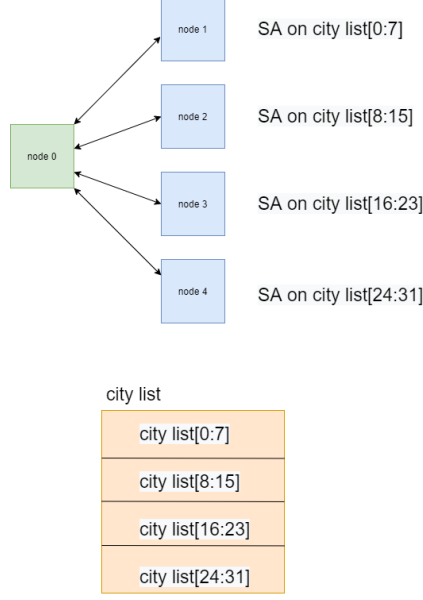 node 1
SA on city list[0:7]
node 2
SA on city list[8:15]
node 0
node 3
SA on city list[16:23]
node 4
SA on city list[24:31]
city list
city list[0:7]
city list[8:15]
city list[16:23]
city list[24:31]